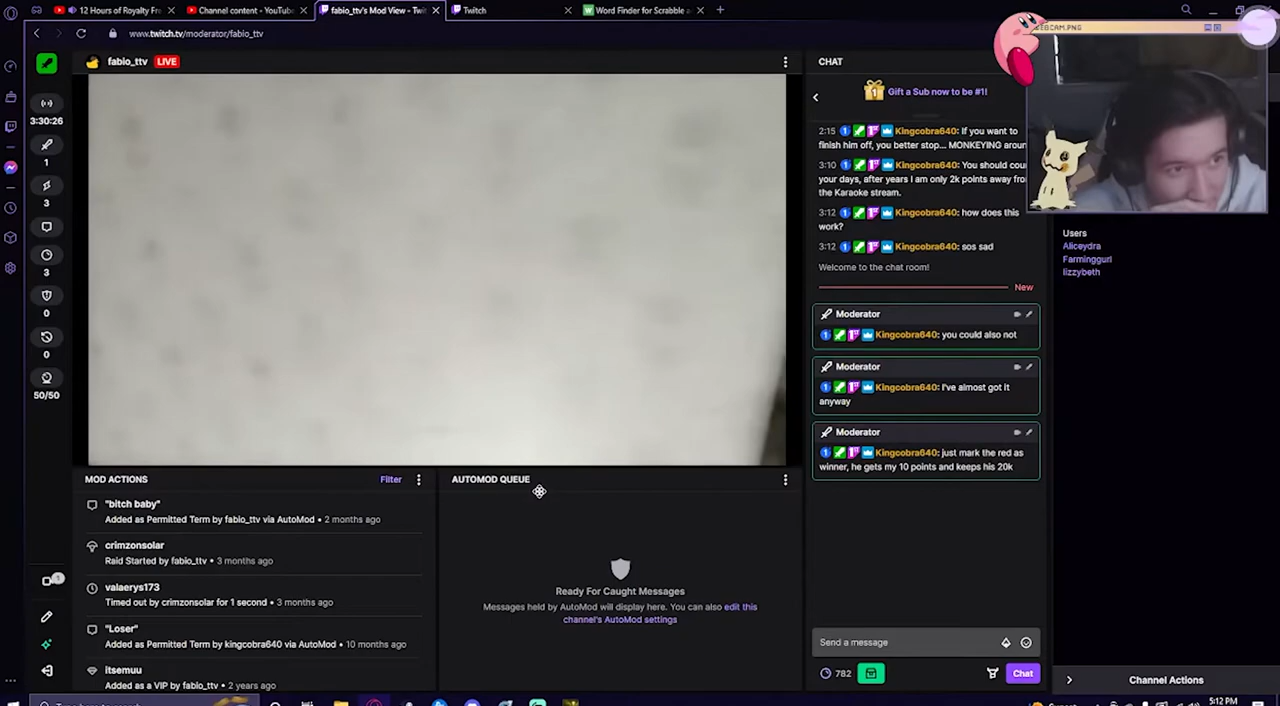 12 Hours of Royalty Fre
Channel content - YouTube
fabio_ttv's Mod View - Twit
Twitch
Word Finder for Scrabble a
www.twitch.tv/moderator/fabio_ttv
fabio_ttv LIVE
3:30:26
1
3
3
0
0
50/50
1
MOD ACTIONS
Filter
"bitch baby"
Added as Permitted Term by fabio_ttv via AutoMod • 2 months ago
crimzonsolar
Raid Started by fabio_ttv • 3 months ago
valaerys173
Timed out by crimzonsolar for 1 second • 3 months ago
"Loser"
Added as Permitted Term by kingcobra640 via AutoMod • 10 months ago
itsemuu
Added as a VIP by fabio_ttv • 2 years ago
AUTOMOD QUEUE
Ready For Caught Messages
Messages held by AutoMod will display here. You can also edit this
channel's AutoMod settings
CHAT
1
Gift a Sub now to be #1!
2:15 Kingcobra640: If you want to
finish him off, you better stop... MONKEYing aroun
3:10 Kingcobra640: You should coun
your days, after years I am only 2k points away from
the Karaoke stream.
3:12 Kingcobra640: how does this
work?
3:12 Kingcobra640: sos sad
Welcome to the chat room!
New
Moderator
Kingcobra640: you could also not
Moderator
Kingcobra640: I've almost got it
anyway
Moderator
Kingcobra640: just mark the red as
winner, he gets my 10 points and keeps his 20k
Send a message
782
Chat
WEBCAM.PNG
Users
Aliceydra
Farminggurl
lizzybeth
Channel Actions
5:12 PM